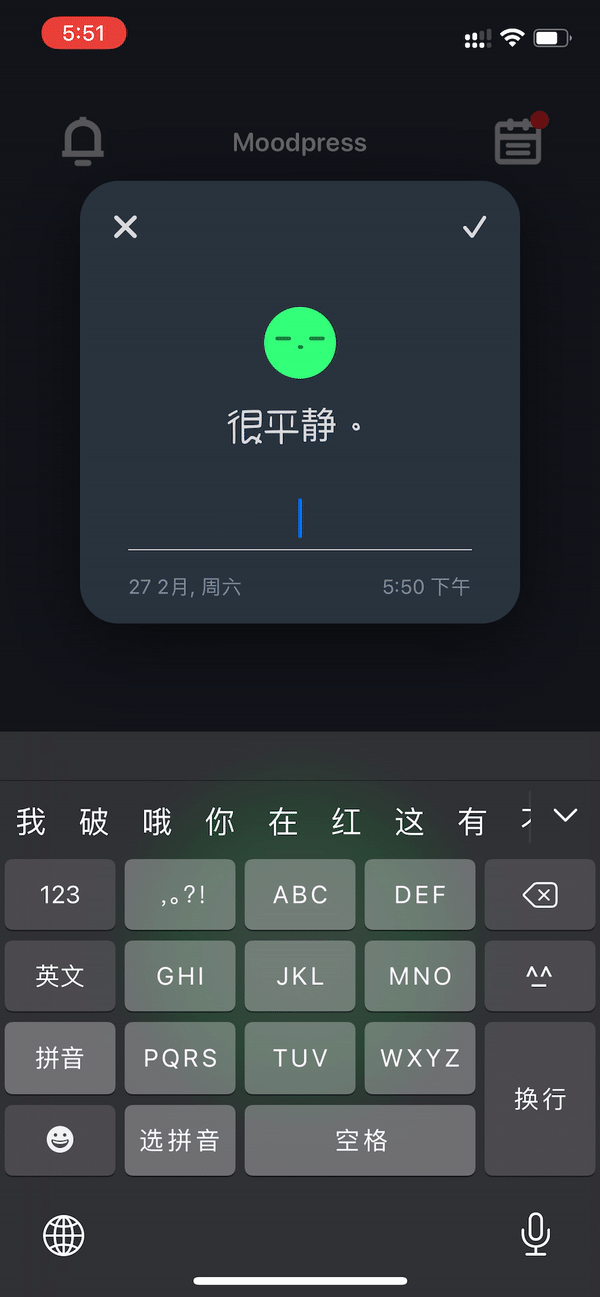 5:51
Moodpress
很平静。
27 2月, 周六 5:50 下午
我 破 哦 你 在 红 这 有
123 ,。?! ABC DEF
英文 GHI JKL MNO ^^
拼音 PQRS TUV WXYZ
换行
选拼音 空格